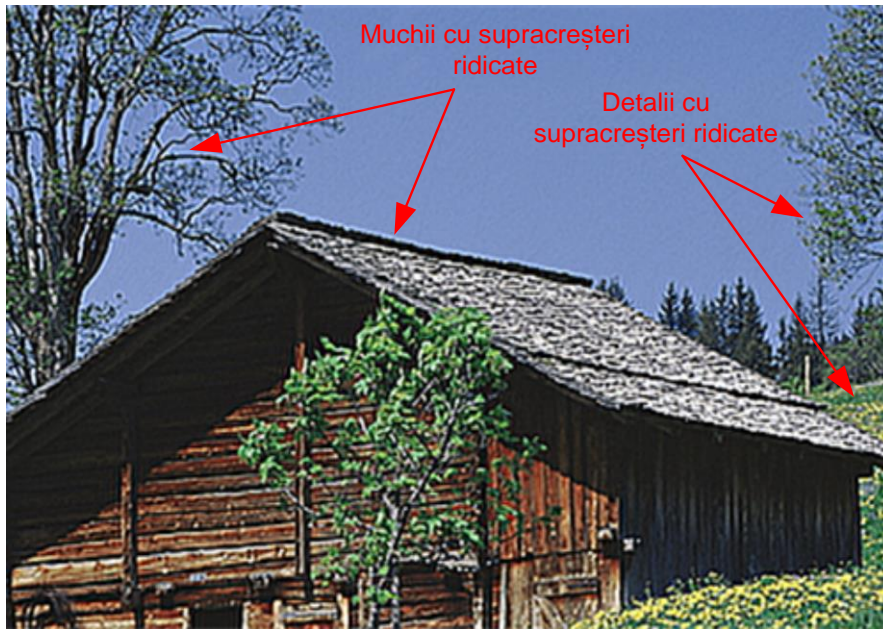 Muchii cu supracreșteri
ridicate
Detalii cu
supracreșteri ridicate